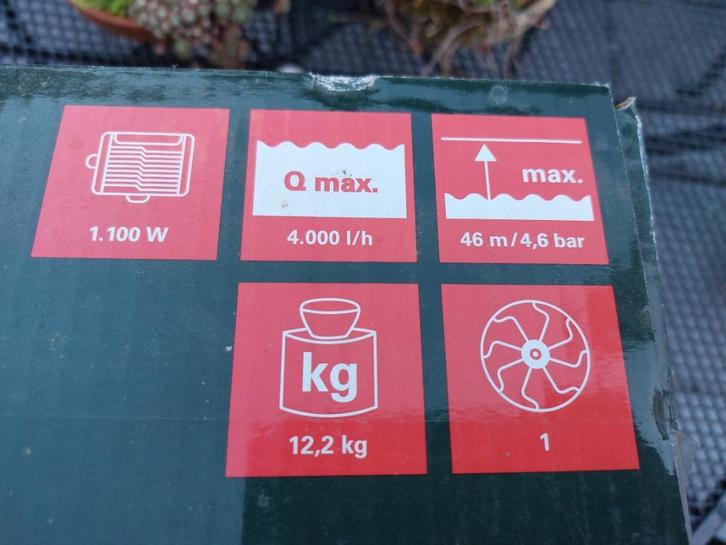 1.100 W
Q max.
4.000 l/h
max.
46 m/4,6 bar
kg
12,2 kg
1